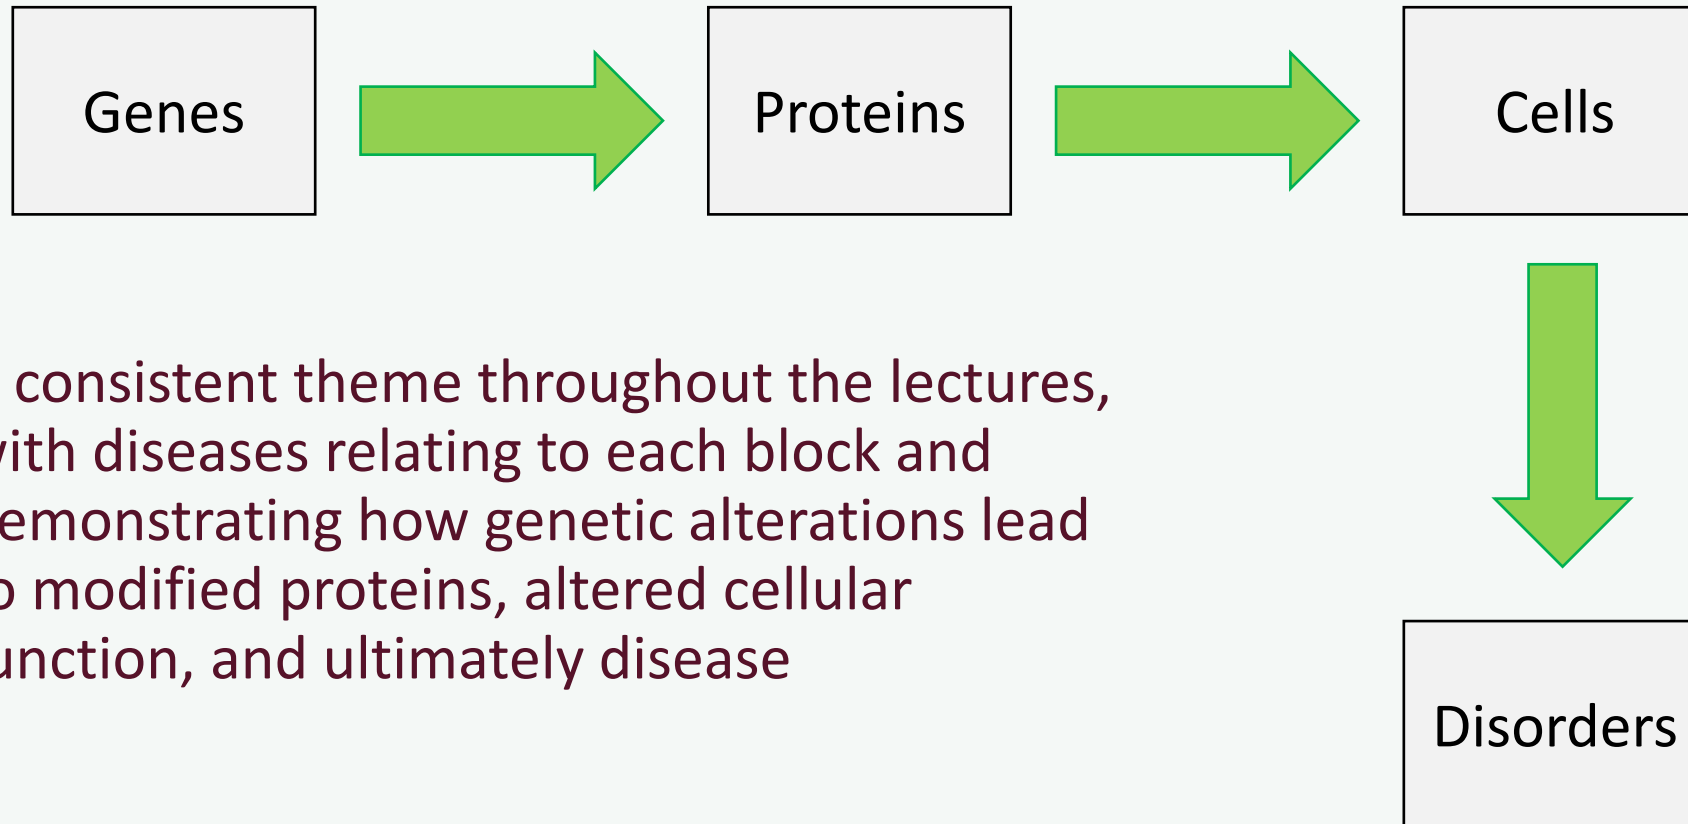 Genes
Proteins
Cells
consistent theme throughout the lectures,
ith diseases relating to each block and
emonstrating how genetic alterations lead
o modified proteins, altered cellular
unction, and ultimately disease
Disorders